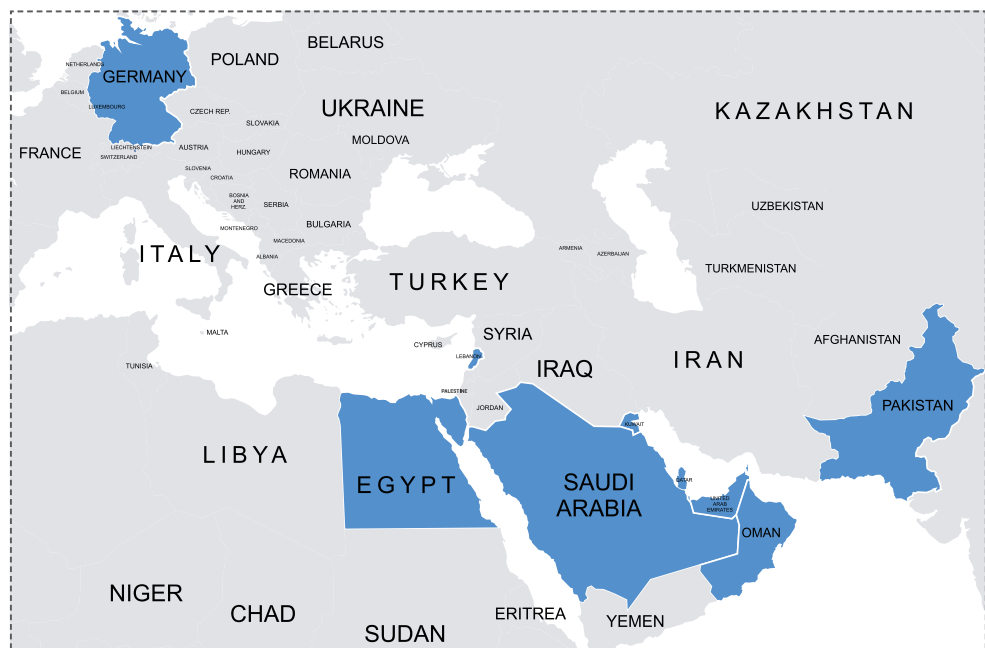 BELARUS
POLAND
NETHERLANDS
GERMANY
BELGIUM
LUXEMBOURG
CZECH REP.
UKRAINE
KAZAKHSTAN
SLOVAKIA
MOLDOVA
FRANCE
LIECHTENSTEIN
AUSTRIA
SWITZERLAND
HUNGARY
SLOVENIA
ROMANIA
CROATIA
BOSNIA
AND
HERZ.
SERBIA
UZBEKISTAN
BULGARIA
MONTENEGRO
MACEDONIA
ITALY
ALBANIA
ARMENIA
AZERBAIJAN
TURKMENISTAN
TURKEY
GREECE
MALTA
SYRIA
CYPRUS
AFGHANISTAN
LEBANON
IRAN
TUNISIA
IRAQ
PALESTINE
JORDAN
PAKISTAN
KUWAIT
LIBYA
EGYPT
SAUDI
ARABIA
QATAR
UNITED
ARAB
EMIRATES
OMAN
NIGER
CHAD
ERITREA
YEMEN
SUDAN